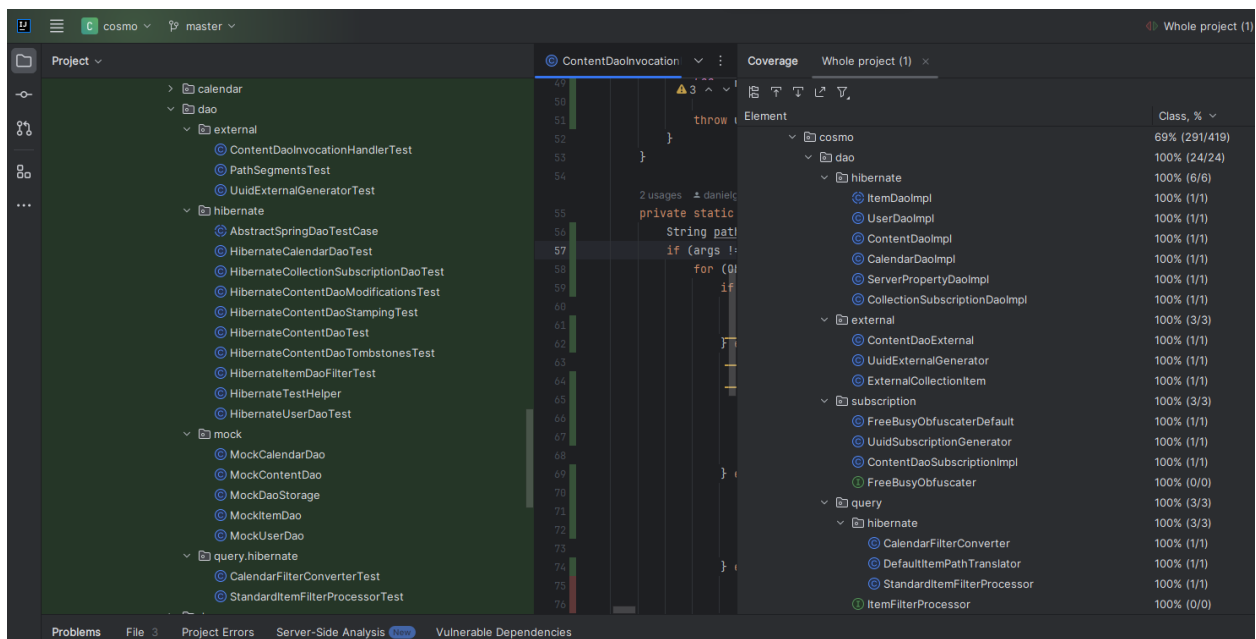 cosmo
master
Whole project (1)
Project
calendar
dao
external
ContentDaoInvocationHandlerTest
PathSegmentsTest
UuidExternalGeneratorTest
hibernate
AbstractSpringDaoTestCase
HibernateCalendarDaoTest
HibernateCollectionSubscriptionDaoTest
HibernateContentDaoModificationsTest
HibernateContentDaoStampingTest
HibernateContentDaoTest
HibernateContentDaoTombstonesTest
HibernateItemDaoFilterTest
HibernateTestHelper
HibernateUserDaoTest
mock
MockCalendarDao
MockContentDao
MockDaoStorage
MockItemDao
MockUserDao
query.hibernate
CalendarFilterConverterTest
StandardItemFilterProcessorTest
ContentDaoInvocation
49
50
51 throw
52 }
53 }
54
2 usages danielg
55 private static
56 String path
57 if (args !=
58 for (
59 if
60
61
62 }
63
64
65
66
67
68
69 }
70
71
72
73
74 }
75
76
3
Coverage Whole project (1)
Element Class, %
cosmo 69% (291/419)
dao 100% (24/24)
hibernate 100% (6/6)
ItemDaoImpl 100% (1/1)
UserDaoImpl 100% (1/1)
ContentDaoImpl 100% (1/1)
CalendarDaoImpl 100% (1/1)
ServerPropertyDaoImpl 100% (1/1)
CollectionSubscriptionDaoImpl 100% (1/1)
external 100% (3/3)
ContentDaoExternal 100% (1/1)
UuidExternalGenerator 100% (1/1)
ExternalCollectionItem 100% (1/1)
subscription 100% (3/3)
FreeBusyObfuscaterDefault 100% (1/1)
UuidSubscriptionGenerator 100% (1/1)
ContentDaoSubscriptionImpl 100% (1/1)
FreeBusyObfuscater 100% (0/0)
query 100% (3/3)
hibernate 100% (3/3)
CalendarFilterConverter 100% (1/1)
DefaultItemPathTranslator 100% (1/1)
StandardItemFilterProcessor 100% (1/1)
ItemFilterProcessor 100% (0/0)
Problems File 3 Project Errors Server-Side Analysis New Vulnerable Dependencies